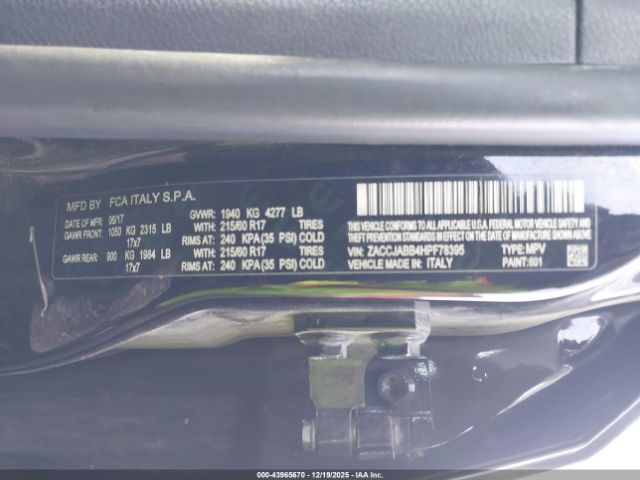 MFD BY FCA ITALY S.P.A.
DATE OF MFR: 06/17 GVWR: 1940 KG 4277 LB
GAWR FRONT: 1050 KG 2315 LB WITH: 215/60 R17 TIRES
17x7 RIMS AT: 240 KPA(35 PSI) COLD
GAWR REAR: 900 KG 1984 LB WITH: 215/60 R17 TIRES
17x7 RIMS AT: 240 KPA(35 PSI) COLD
THIS VEHICLE CONFORMS TO ALL APPLICABLE U.S.
FEDERAL MOTOR VEHICLE SAFETY, BUMPER, AND THEFT
PREVENTION STANDARDS IN EFFECT ON THE DATE
OF MANUFACTURE SHOWN ABOVE
VIN: ZACCJABB4HPF78395 TYPE: MPV
VEHICLE MADE IN: ITALY PAINT: 601
00-43965670 - 12/19/2025 - IAAI.COM